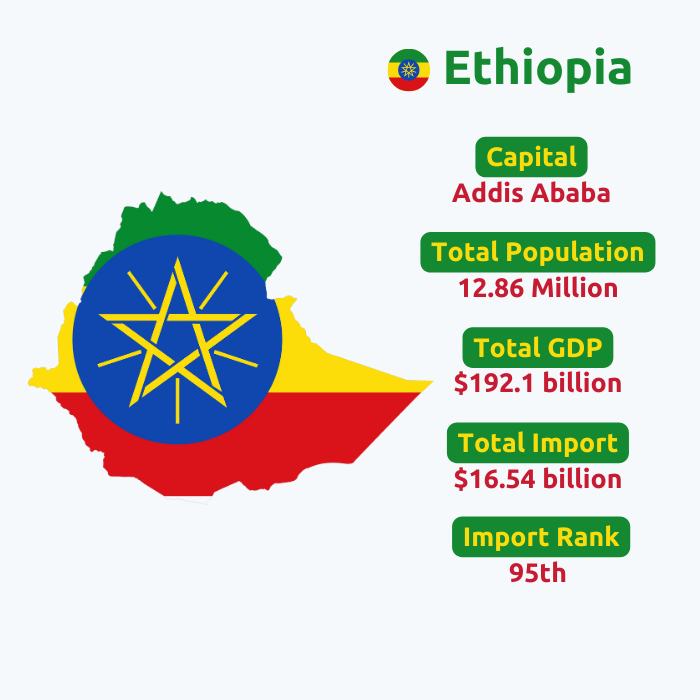 Ethiopia
Capital
Addis Ababa
Total Population
12.86 Million
Total GDP
$192.1 billion
Total Import
$16.54 billion
Import Rank
95th